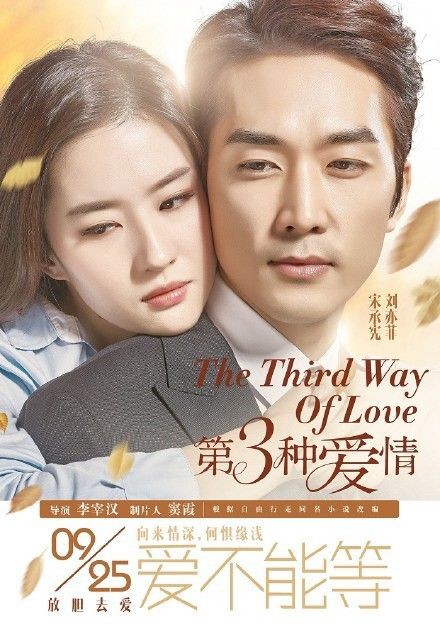 宋承宪
刘亦菲
The Third Way
Of Love
第3种爱情
导演 李宰汉 制片人 窦霞 根据自由行走同名小说改编
09/25
向来情深,何惧缘浅
放胆去爱
爱不能等